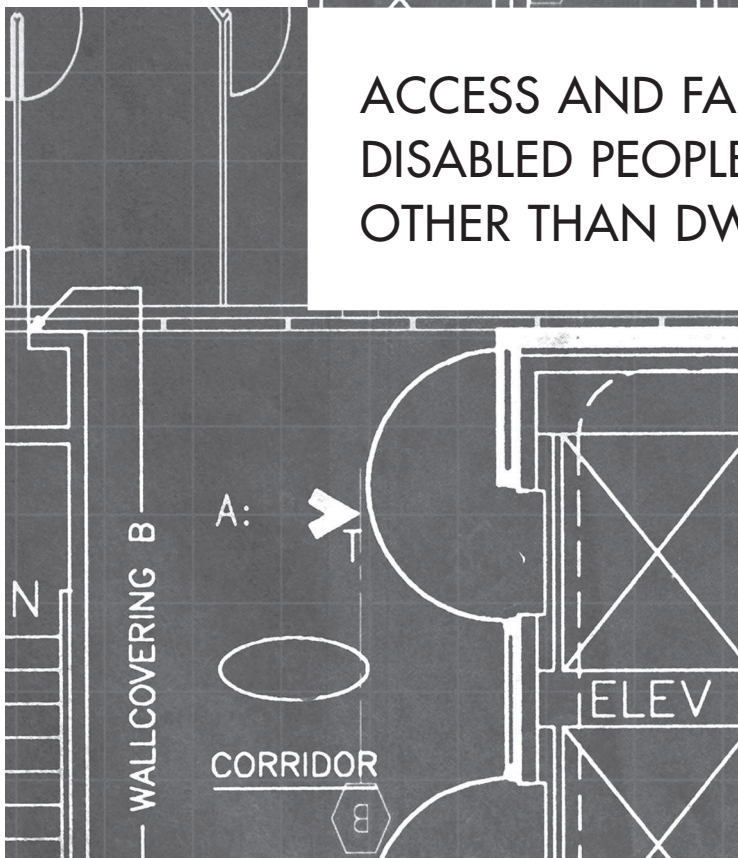 ACCESS AND FA
DISABLED PEOPLE
OTHER THAN DW
A:
T
N
WALLCOVERING B
ELEV
CORRIDOR
B